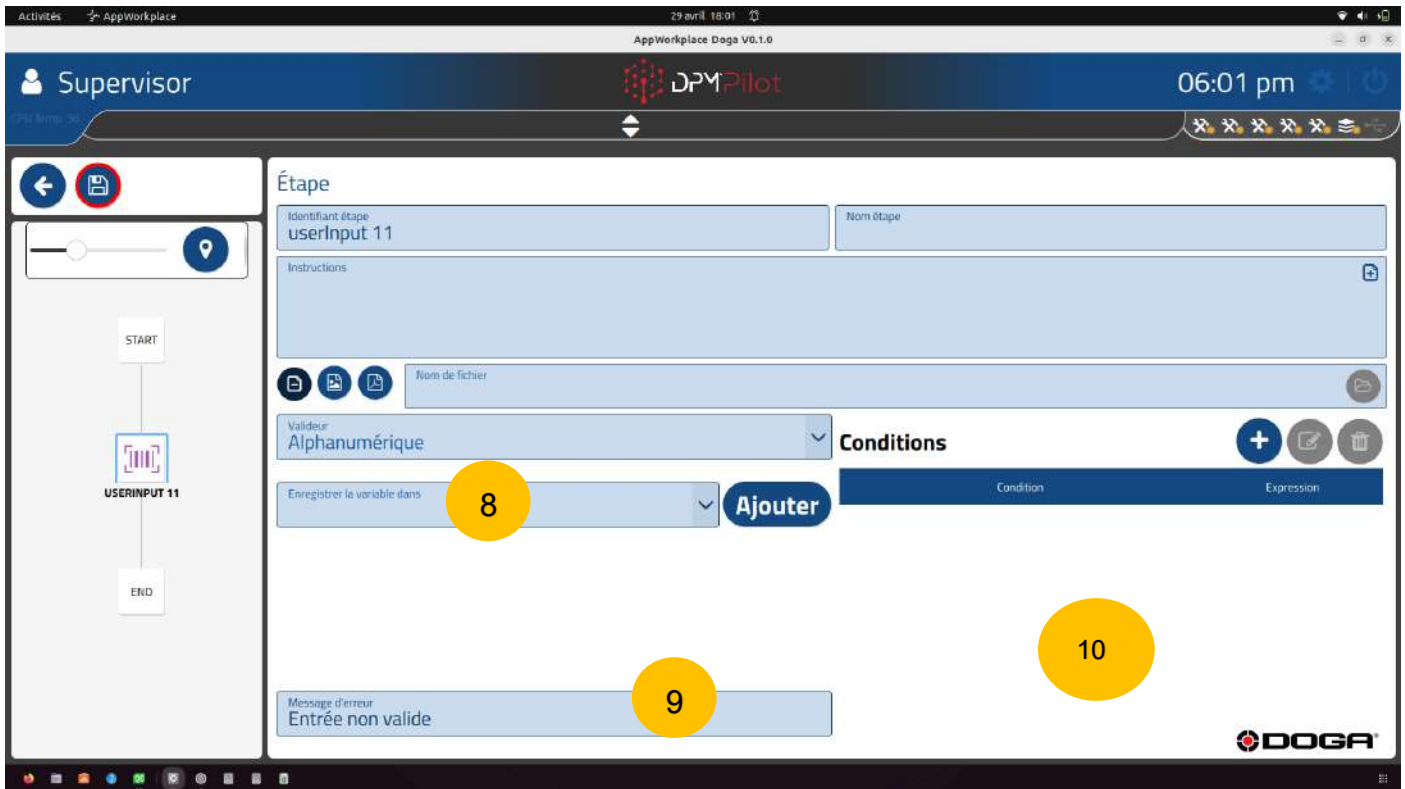 Activités AppWorkplace 29 avril 18:01
AppWorkplace Doga V0.1.0
Supervisor DPMPilot 06:01 pm
Étape
Identifiant étape Nom étape
userInput 11
Instructions
START
Nom de fichier
Valideur
Alphanumérique Conditions
USERINPUT 11
Enregistrer la variable dans 8 Ajouter Condition Expression
END
10
Message d'erreur 9
Entrée non valide
DOGA